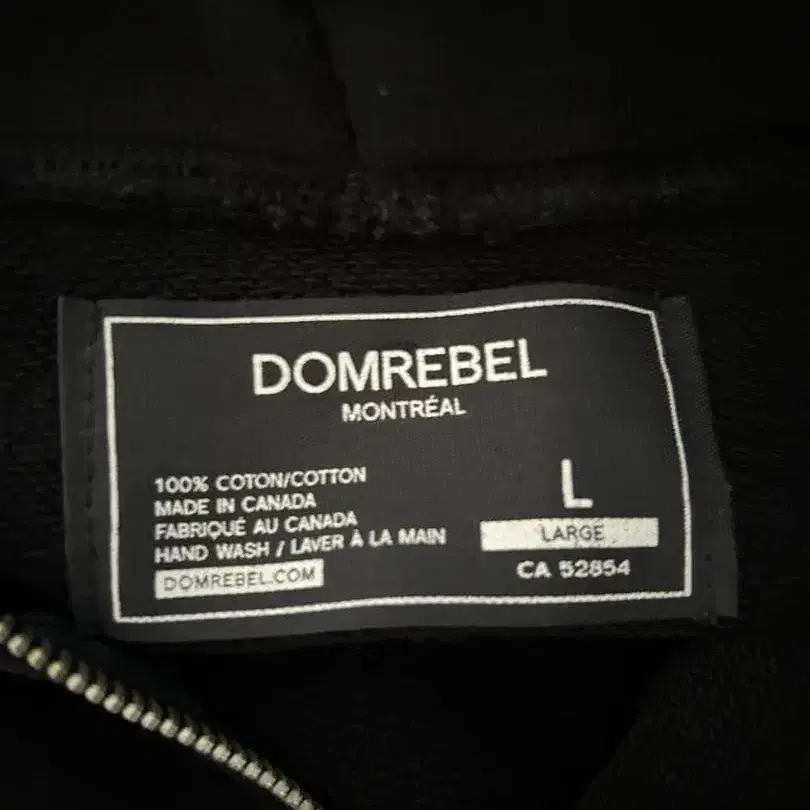 DOMREBEL
MONTRÉAL
100% COTON/COTTON
MADE IN CANADA
FABRIQUÉ AU CANADA
HAND WASH / LAVER À LA MAIN
DOMREBEL.COM
L
LARGE
CA 52854